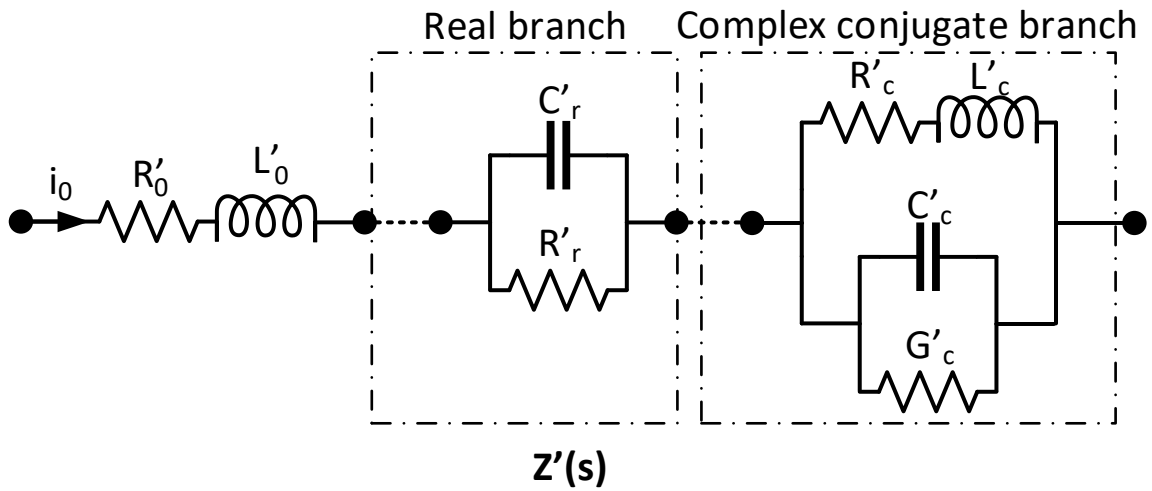 Real branch
Complex conjugate branch
R'c
L'c
C'r
i0
R'0
L'0
C'c
R'r
G'c
Z'(s)